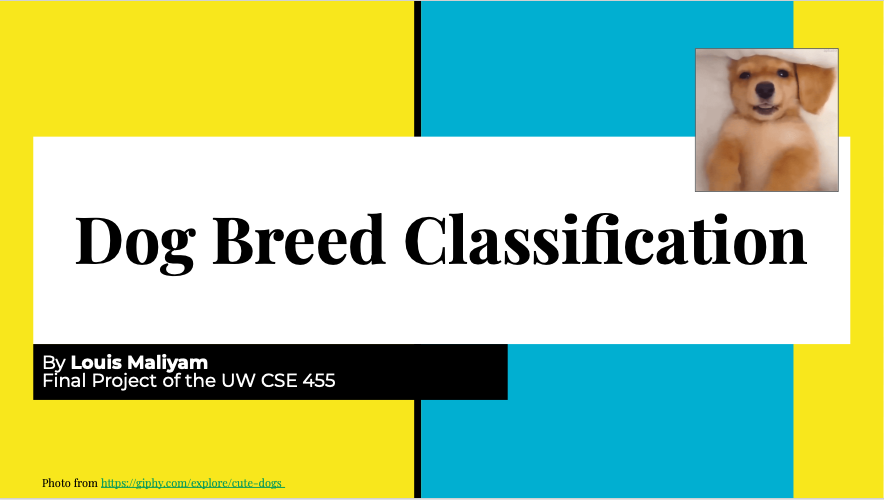 Dog Breed Classification
By Louis Maliyam
Final Project of the UW CSE 455
Photo from https://giphy.com/explore/cute-dogs